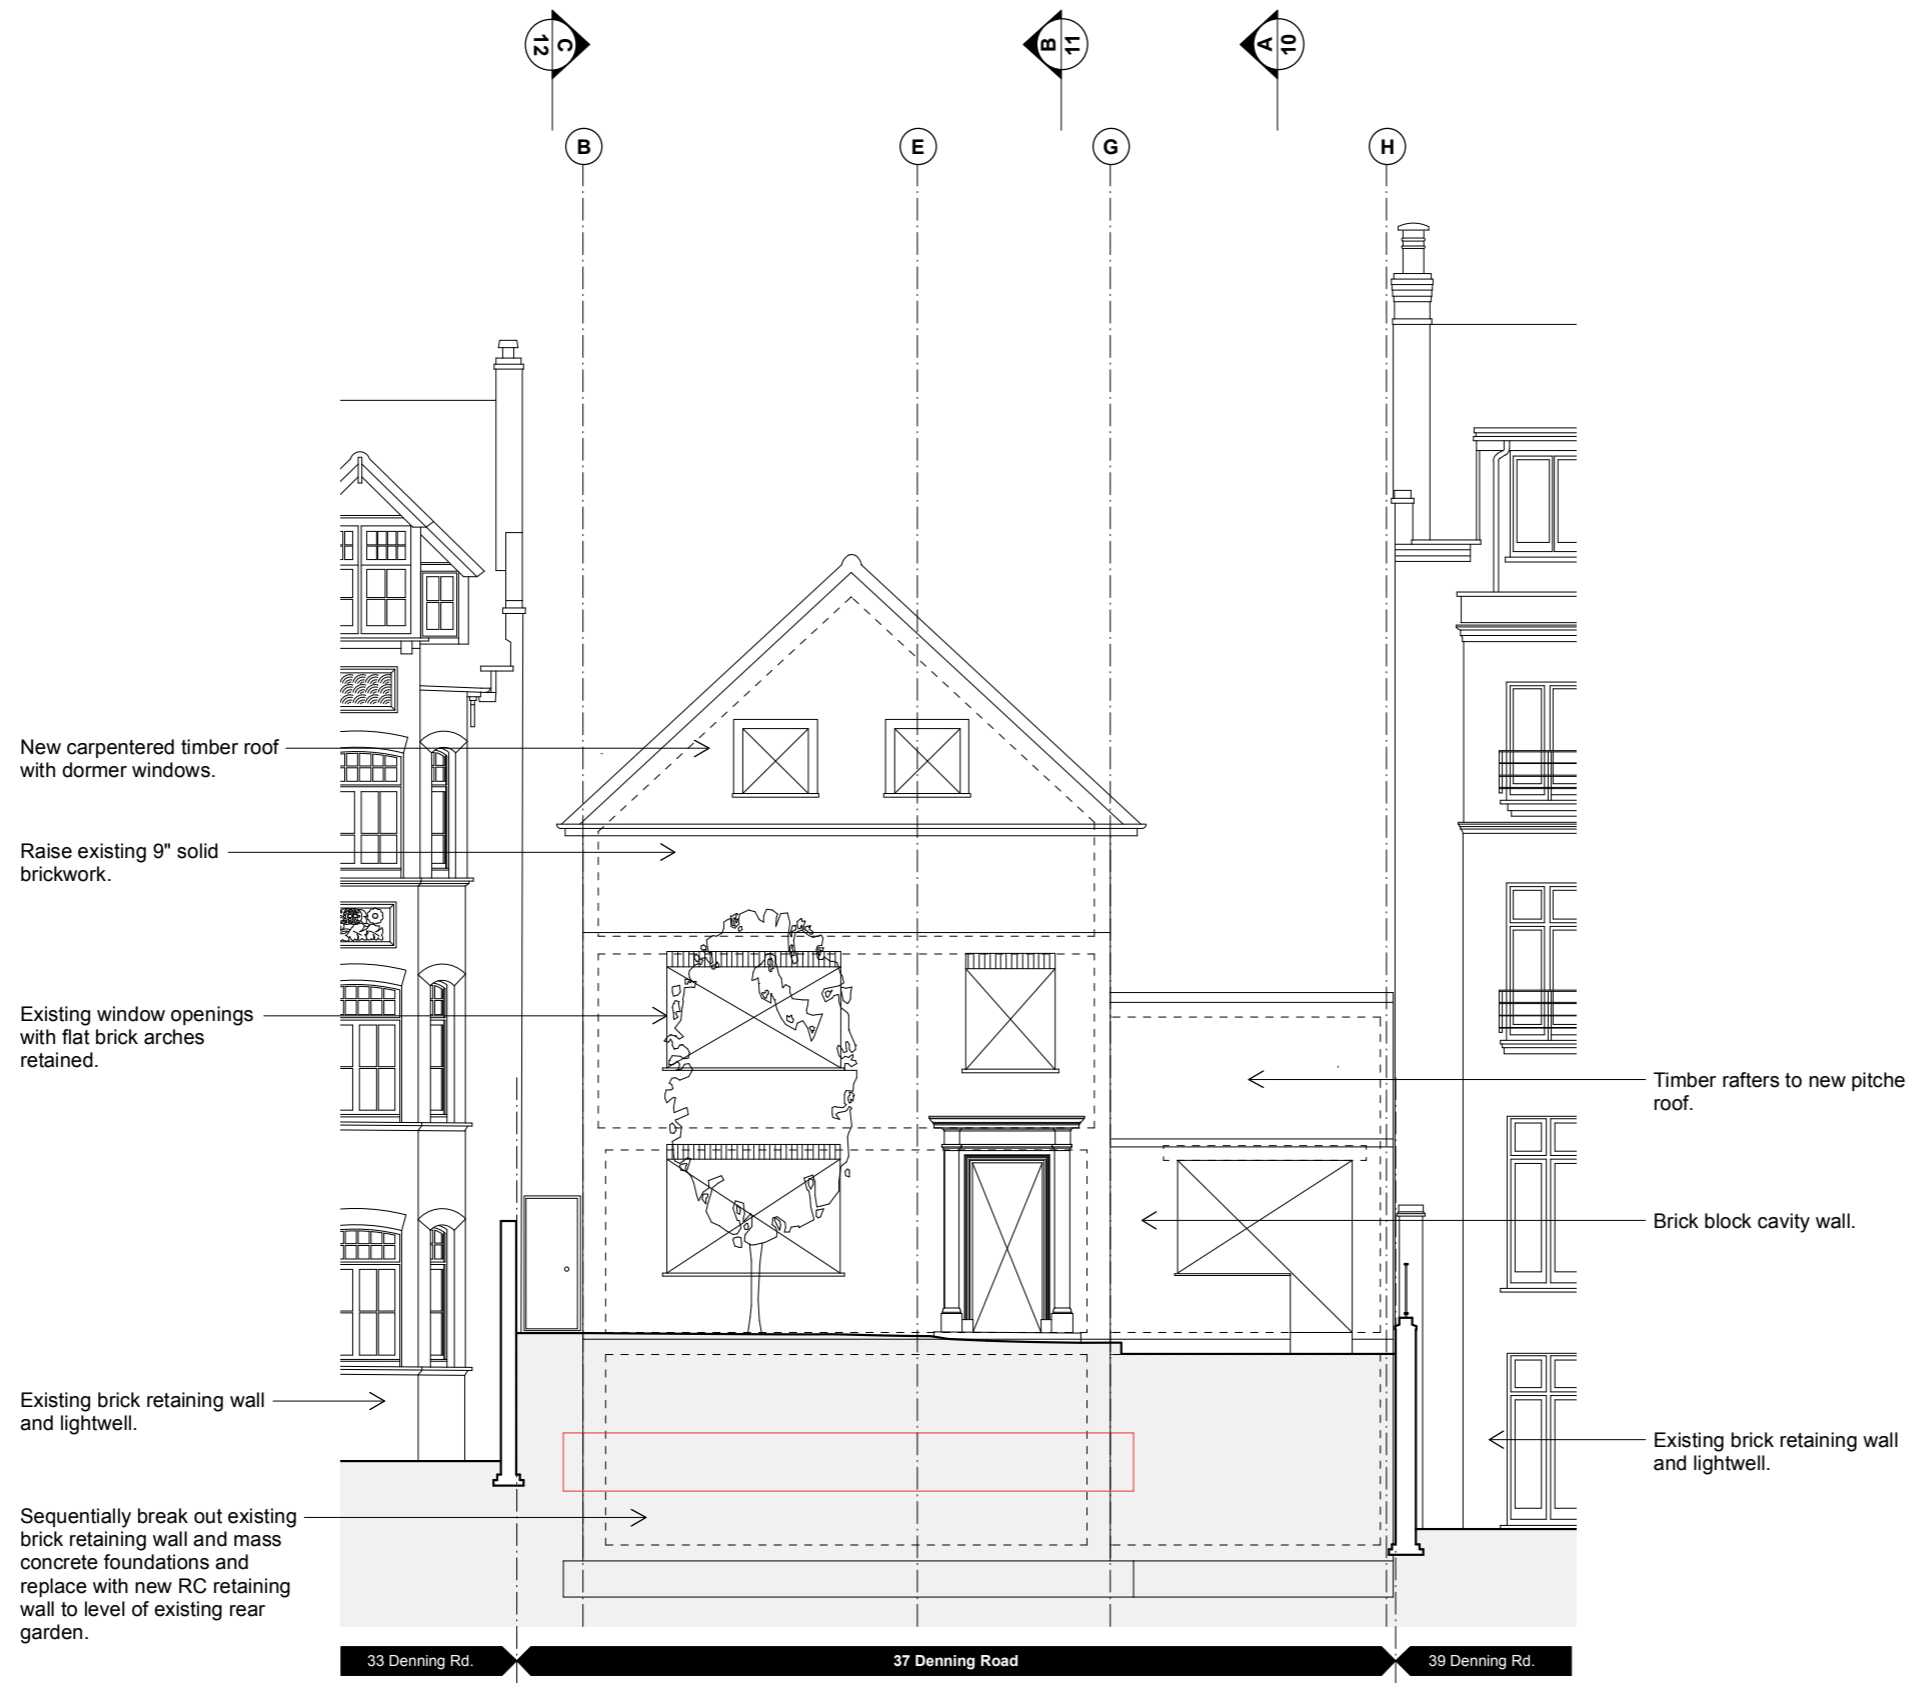 C
12
B
11
A
10
B
E
G
H
New carpentered timber roof
with dormer windows.
Raise existing 9" solid
brickwork.
Existing window openings
with flat brick arches
retained.
Timber rafters to new pitche
roof.
Brick block cavity wall.
Existing brick retaining wall
and lightwell.
Existing brick retaining wall
and lightwell.
Sequentially break out existing
brick retaining wall and mass
concrete foundations and
replace with new RC retaining
wall to level of existing rear
garden.
33 Denning Rd.
37 Denning Road
39 Denning Rd.